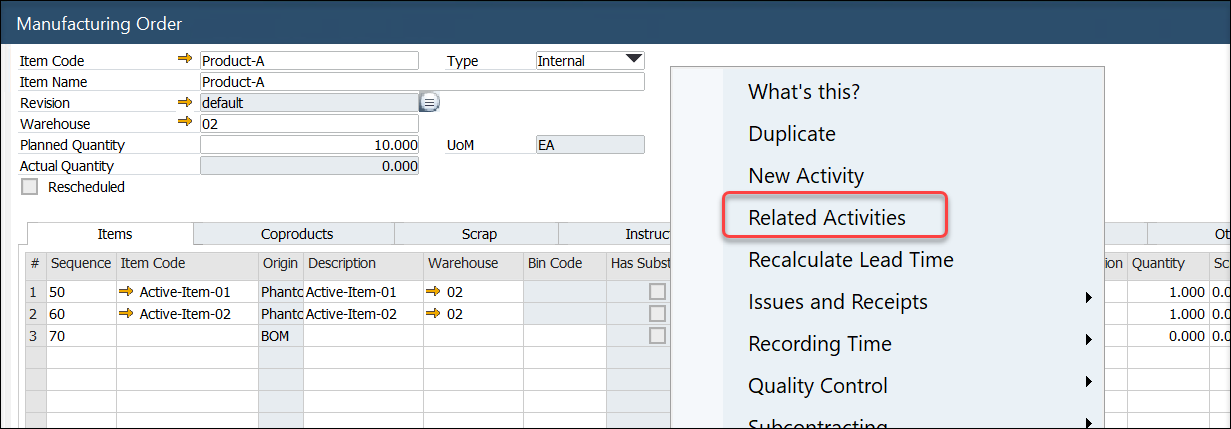 Manufacturing Order
Item Code Product-A Type Internal
Item Name Product-A
Revision default
Warehouse 02
Planned Quantity 10.000 UoM EA
Actual Quantity 0.000
Rescheduled
What's this?
Duplicate
New Activity
Related Activities
Recalculate Lead Time
Issues and Receipts
Recording Time
Quality Control
Subcontracting
Items Coproducts Scrap Instruct Ot
# Sequence Item Code Origin Description Warehouse Bin Code Has Subst ion Quantity Sc
1 50 Active-Item-01 Phanto Active-Item-01 02 1.000 0.0
2 60 Active-Item-02 Phanto Active-Item-02 02 1.000 0.0
3 70 BOM 0.000 0.0